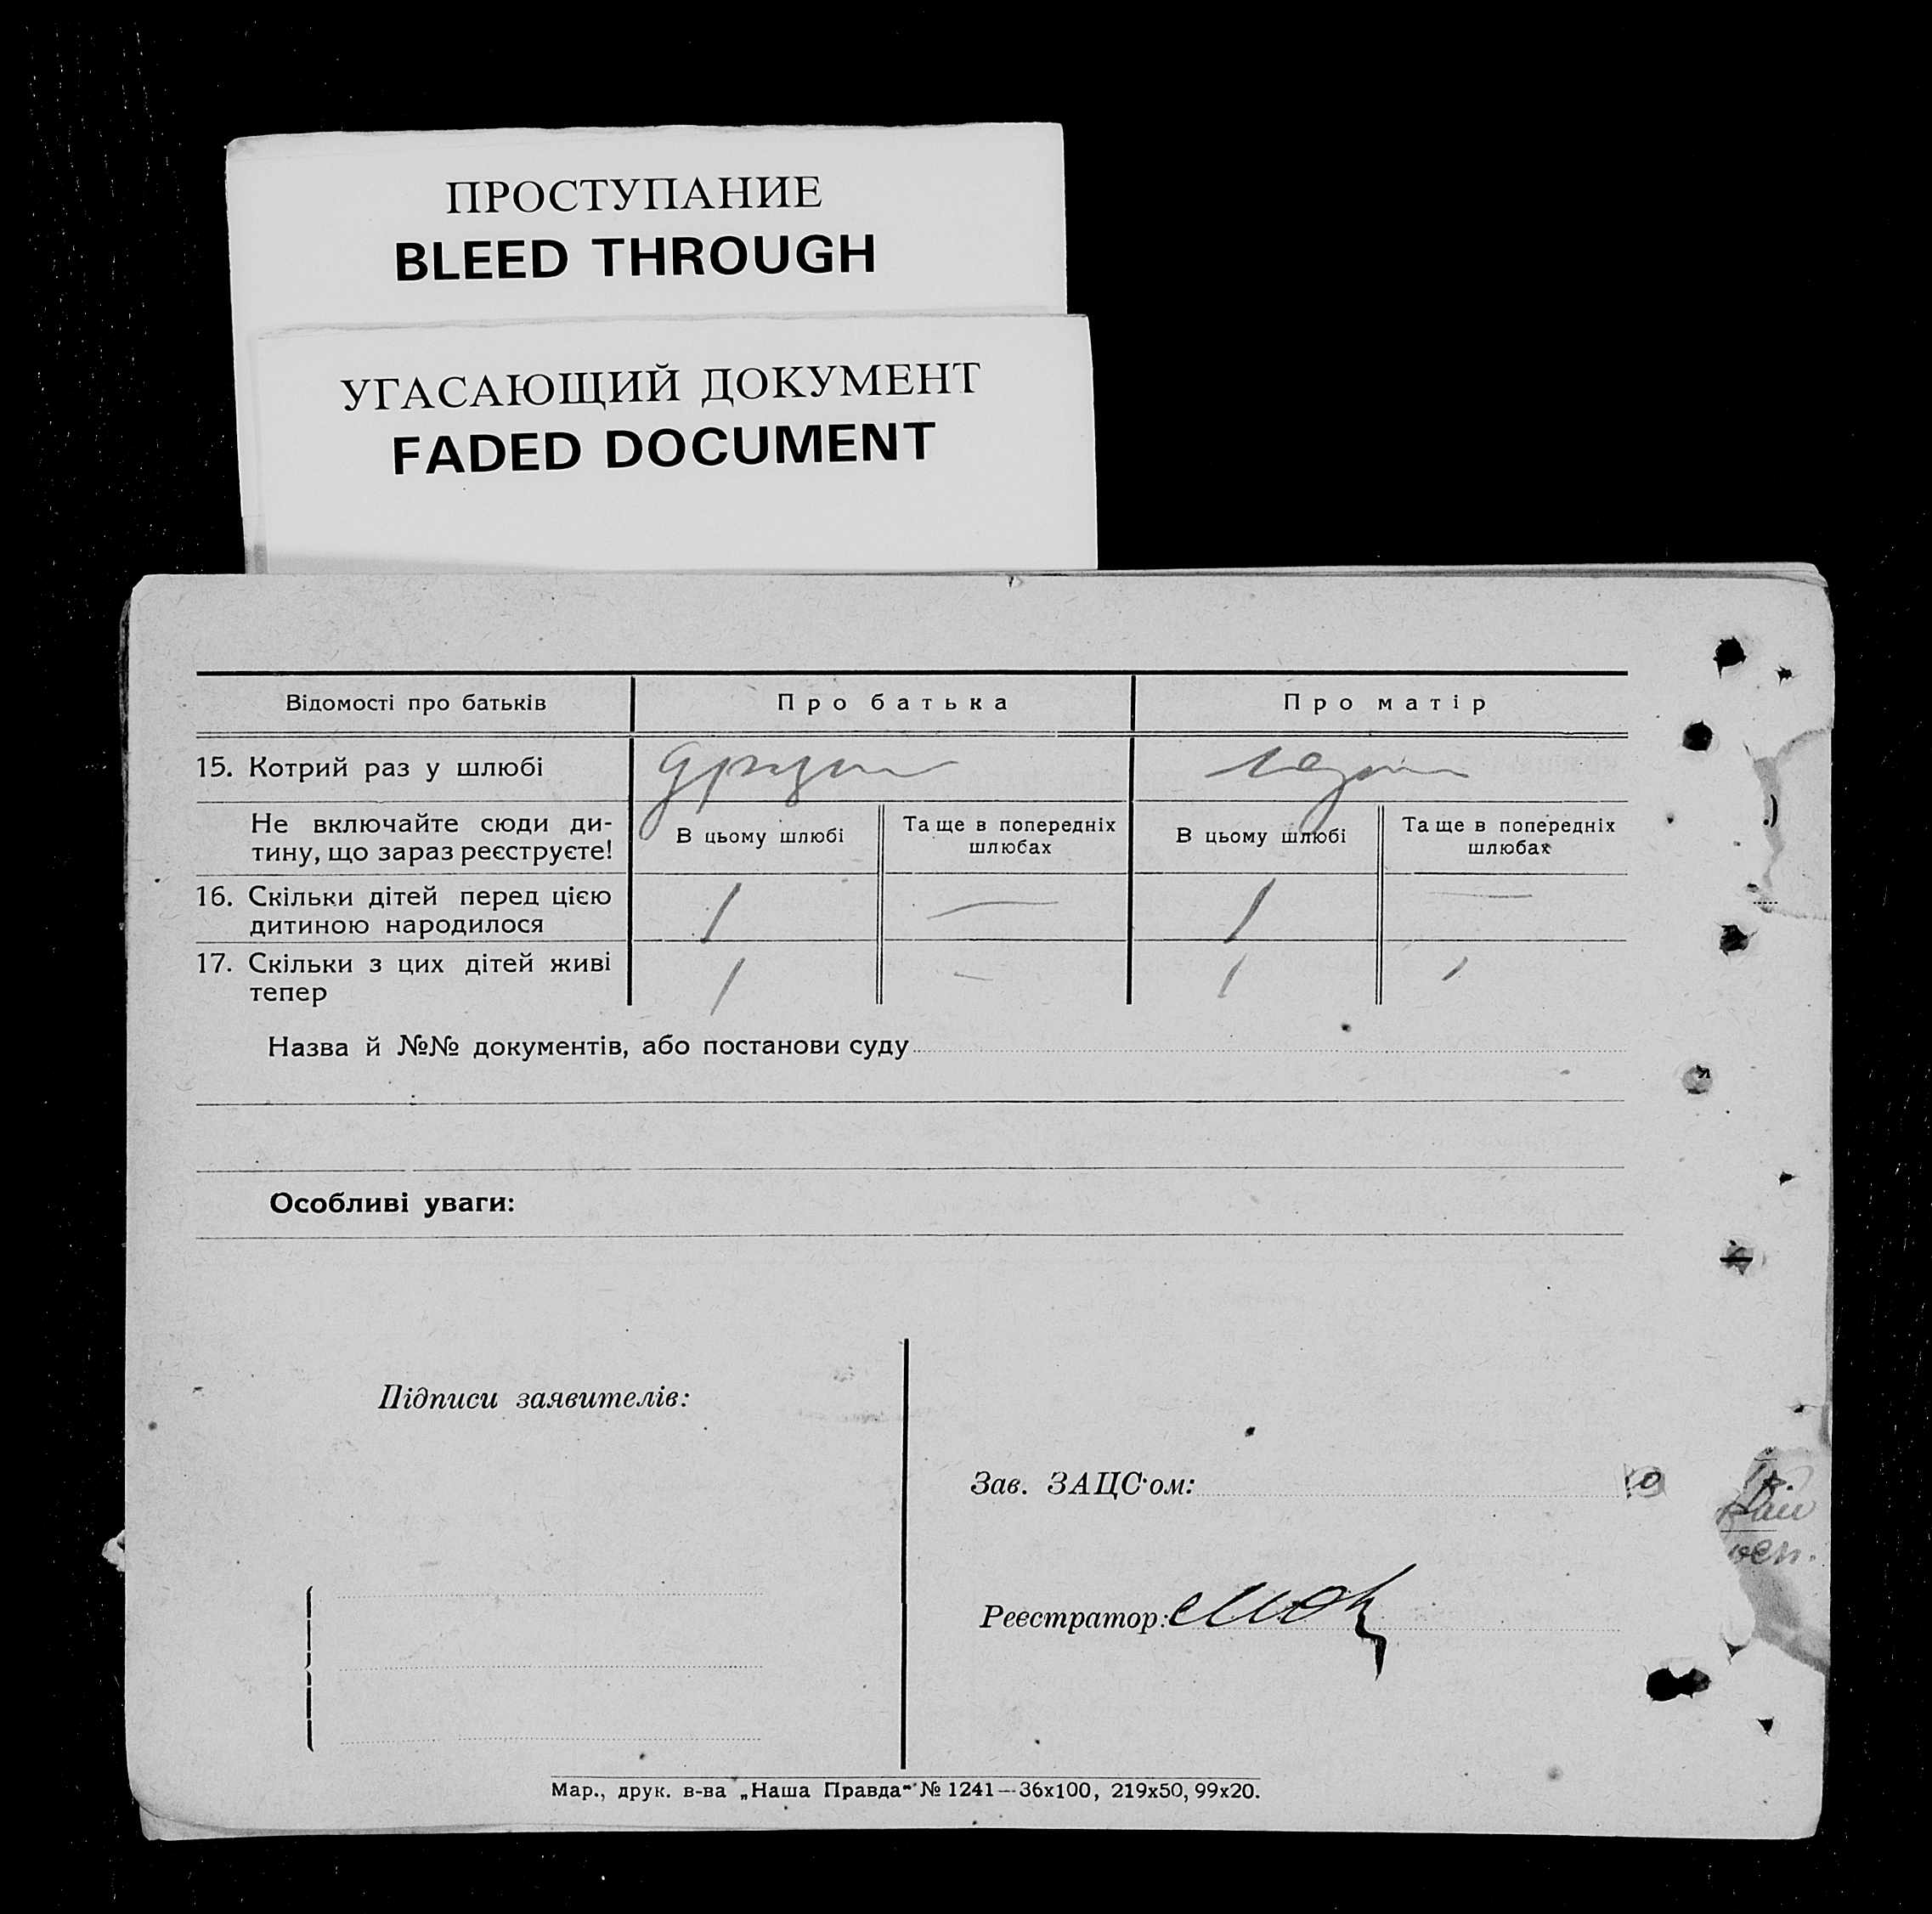 ПРОСТУПАНИЕ
BLEED THROUGH
УГАСАЮЩИЙ ДОКУМЕНТ
FADED DOCUMENT
Відомості про батьків Про батька Про матір
15. Котрий раз у шлюбі
Не включайте сюди ди-
тину, що зараз реєструєте!
В цьому шлюбі
Та ще в попередніх
шлюбах
В цьому шлюбі
Та ще в попередніх
шлюбах
16. Скільки дітей перед цією
дитиною народилося
1 — 1 —
17. Скільки з цих дітей живі
тепер
1 - 1
Назва й №№ документів, або постанови суду
Особливі уваги:
Підписи заявителів:
Зав. ЗАЦС'ом:
Реєстратор:
Мар., друк. в-ва „Наша Правда“ № 1241—36х100, 219х50, 99х20.